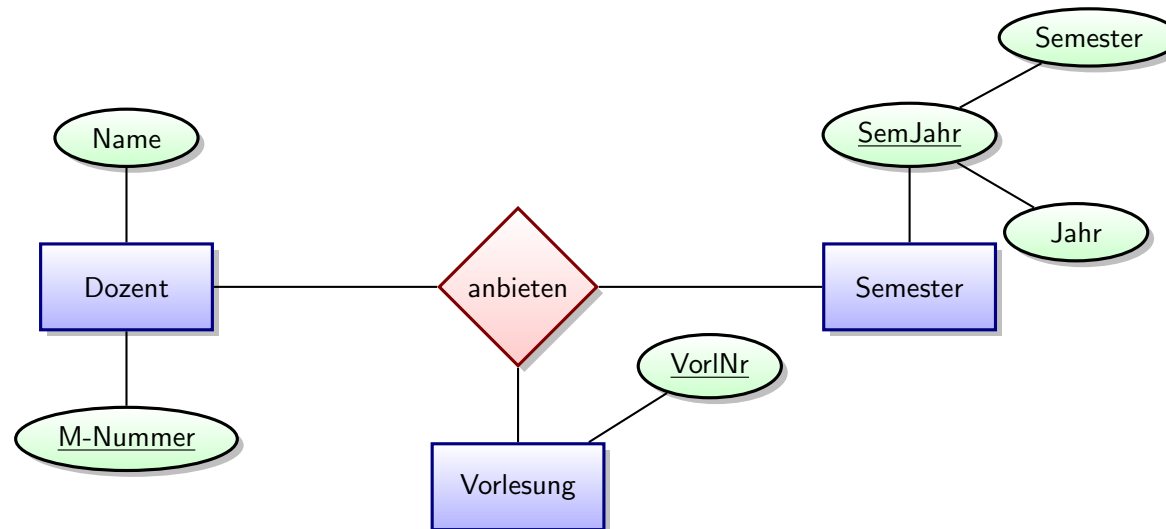 Semester
Name
SemJahr
Jahr
Dozent
anbieten
Semester
VorlNr
M-Nummer
Vorlesung